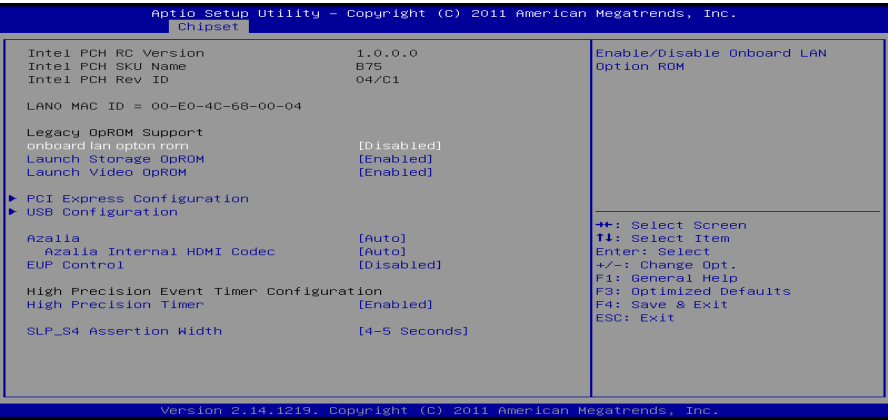 Aptio Setup Utility – Copyright (C) 2011 American Megatrends, Inc.
Chipset
Intel PCH RC Version 1.0.0.0
Intel PCH SKU Name B75
Intel PCH Rev ID 04/C1
LAN0 MAC ID = 00-E0-4C-68-00-04
Legacy OpROM Support
onboard lan opton rom [Disabled]
Launch Storage OpROM [Enabled]
Launch Video OpROM [Enabled]
► PCI Express Configuration
► USB Configuration
Azalia [Auto]
Azalia Internal HDMI Codec [Auto]
EUP Control [Disabled]
High Precision Event Timer Configuration
High Precision Timer [Enabled]
SLP_S4 Assertion Width [4-5 Seconds]
Enable/Disable Onboard LAN
Option ROM
→←: Select Screen
↑↓: Select Item
Enter: Select
+/-: Change Opt.
F1: General Help
F3: Optimized Defaults
F4: Save & Exit
ESC: Exit
Version 2.14.1219. Copyright (C) 2011 American Megatrends, Inc.